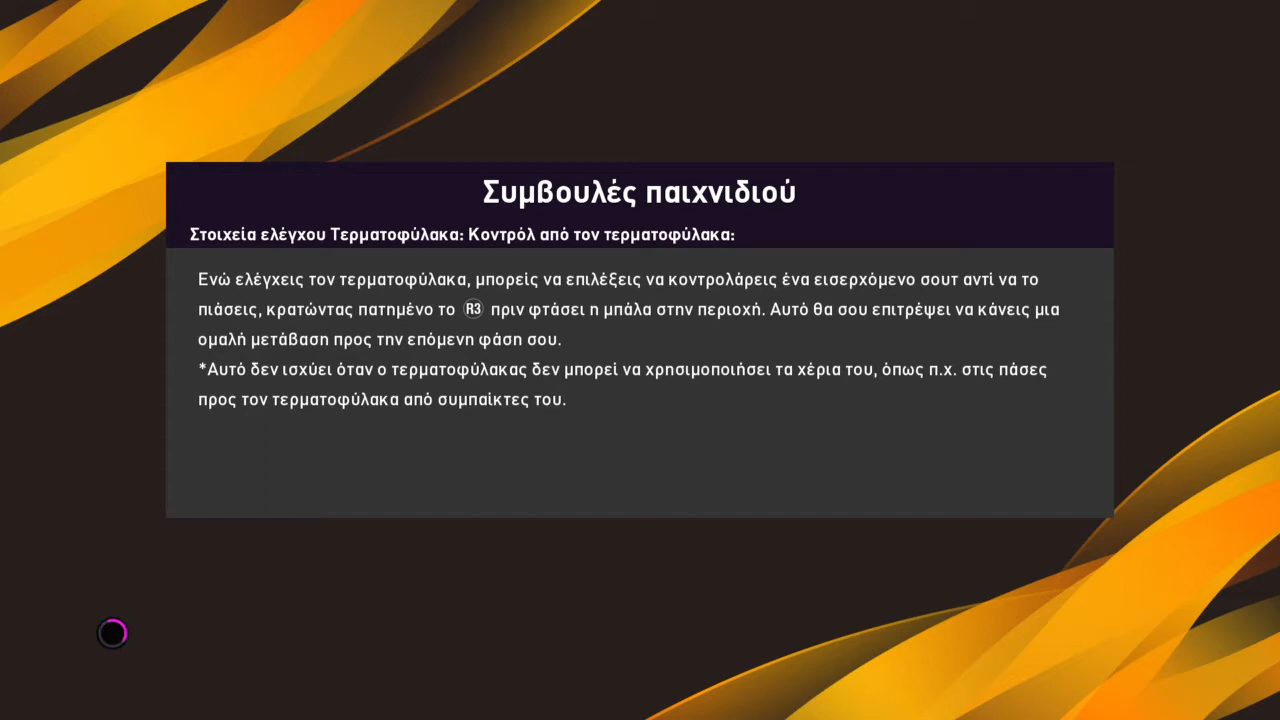 Συμβουλές παιχνιδιού
Στοιχεία ελέγχου Τερματοφύλακα: Κοντρόλ από τον τερματοφύλακα:
Ενώ ελέγχεις τον τερματοφύλακα, μπορείς να επιλέξεις να κοντρολάρεις ένα εισερχόμενο σουτ αντί να το
πιάσεις, κρατώντας πατημένο το R3 πριν φτάσει η μπάλα στην περιοχή. Αυτό θα σου επιτρέψει να κάνεις μια
ομαλή μετάβαση προς την επόμενη φάση σου.
*Αυτό δεν ισχύει όταν ο τερματοφύλακας δεν μπορεί να χρησιμοποιήσει τα χέρια του, όπως π.χ. στις πάσες
προς τον τερματοφύλακα από συμπαίκτες του.